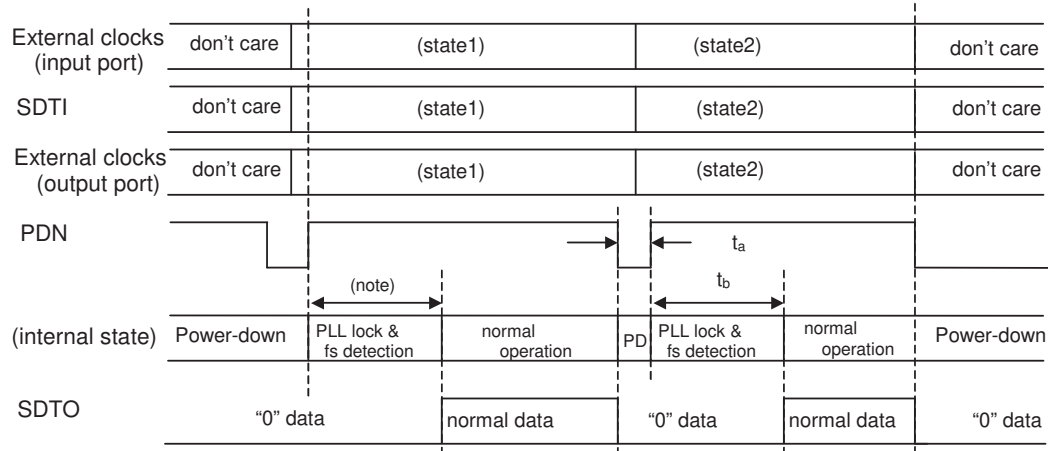 External clocks
(input port)
don't care
(state1)
(state2)
don't care
SDTI
don't care
(state1)
(state2)
don't care
External clocks
(output port)
don't care
(state1)
(state2)
don't care
PDN
ta
(note)
tb
(internal state)
Power-down
PLL lock &
fs detection
normal
operation
PD
PLL lock &
fs detection
normal
operation
Power-down
SDTO
“0” data
normal data
“0” data
normal data
“0” data